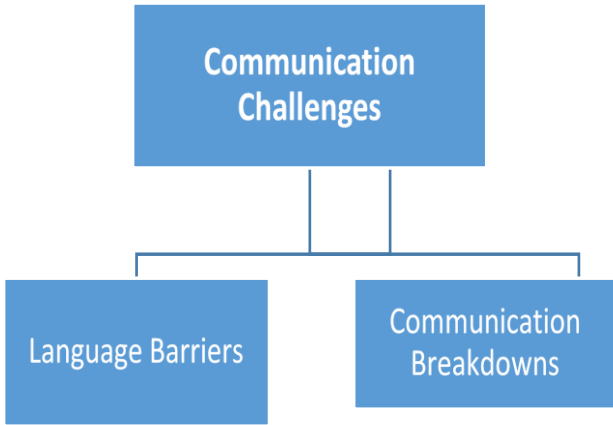 Communication
Challenges
Language Barriers
Communication
Breakdowns